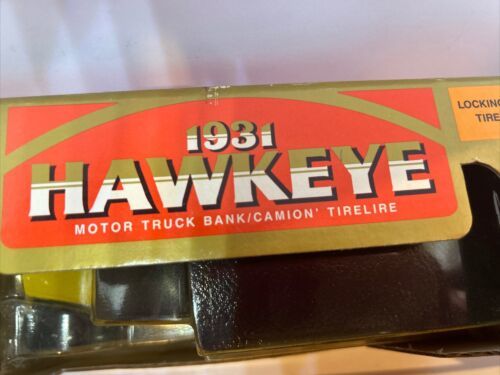 1931
HAWKEYE
MOTOR TRUCK BANK/CAMION' TIRELIRE
LOCKING
TIRE